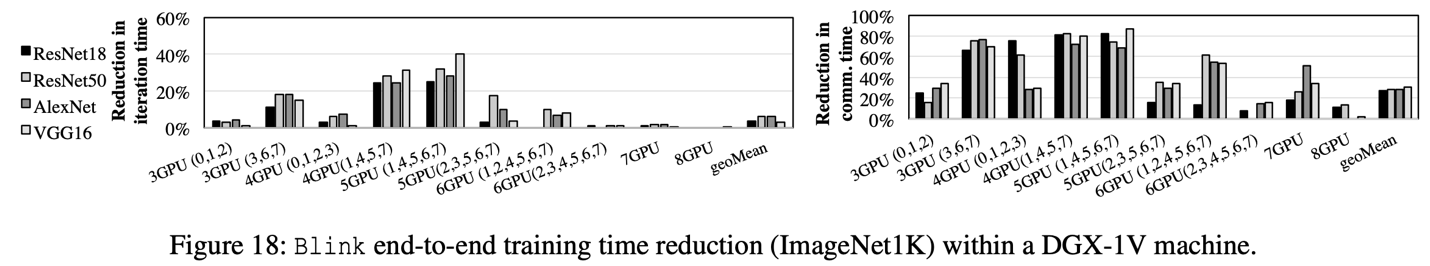 ResNet18
ResNet50
AlexNet
VGG16
Reduction in
iteration time
60%
40%
20%
0%
3GPU (0,1,2)
3GPU (3,6,7)
4GPU (0,1,2,3)
4GPU(1,4,5,7)
5GPU (1,4,5,6,7)
5GPU(2,3,5,6,7)
6GPU (1,2,4,5,6,7)
6GPU(2,3,4,5,6,7)
7GPU
8GPU
geoMean
Reduction in
comm. time
100%
80%
60%
40%
20%
0%
3GPU (0,1,2)
3GPU (3,6,7)
4GPU (0,1,2,3)
4GPU(1,4,5,7)
5GPU (1,4,5,6,7)
5GPU(2,3,5,6,7)
6GPU (1,2,4,5,6,7)
6GPU(2,3,4,5,6,7)
7GPU
8GPU
geoMean
Figure 18: Blink end-to-end training time reduction (ImageNet1K) within a DGX-1V machine.